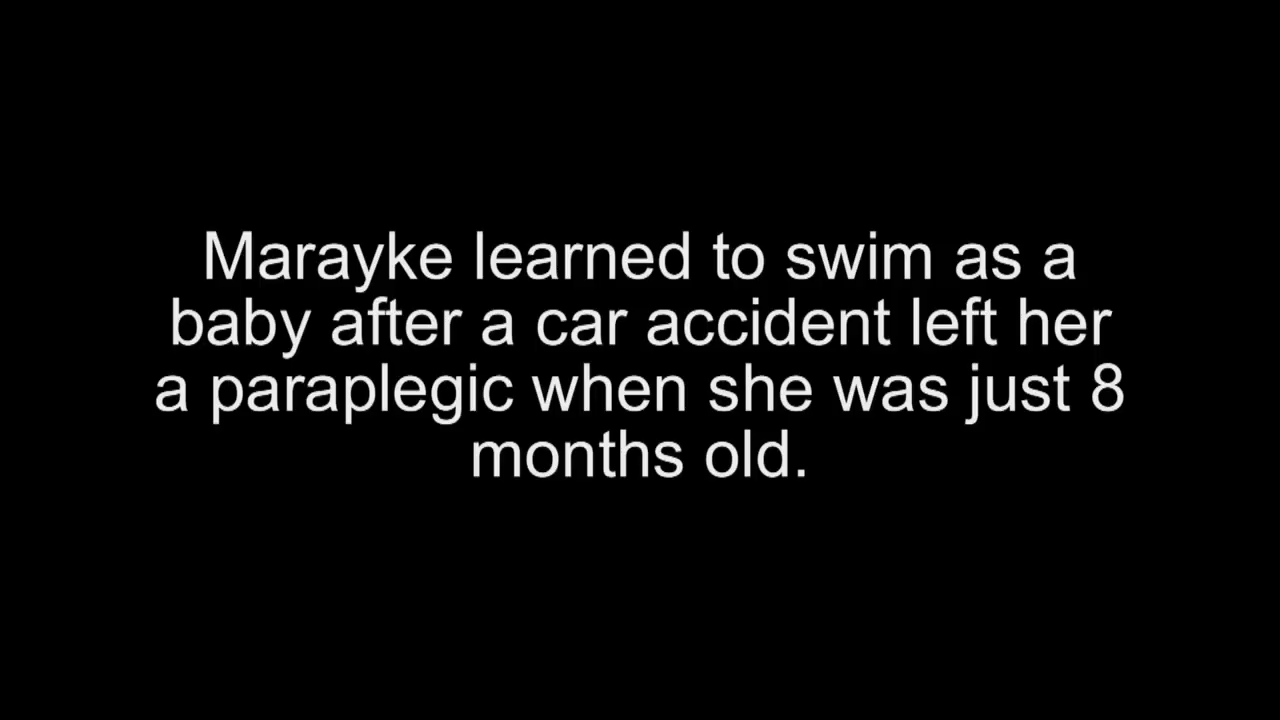 Marayke learned to swim as a
baby after a car accident left her
a paraplegic when she was just 8
months old.